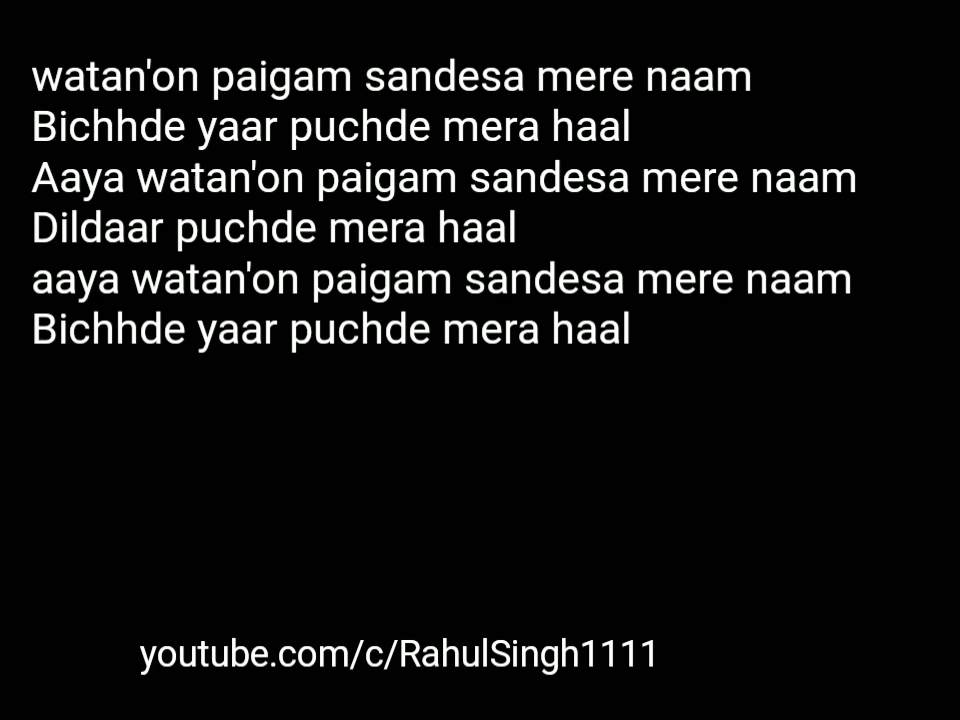 watan'on paigam sandesa mere naam
Bichhde yaar puchde mera haal
Aaya watan'on paigam sandesa mere naam
Dildaar puchde mera haal
aaya watan'on paigam sandesa mere naam
Bichhde yaar puchde mera haal
youtube.com/c/RahulSingh1111